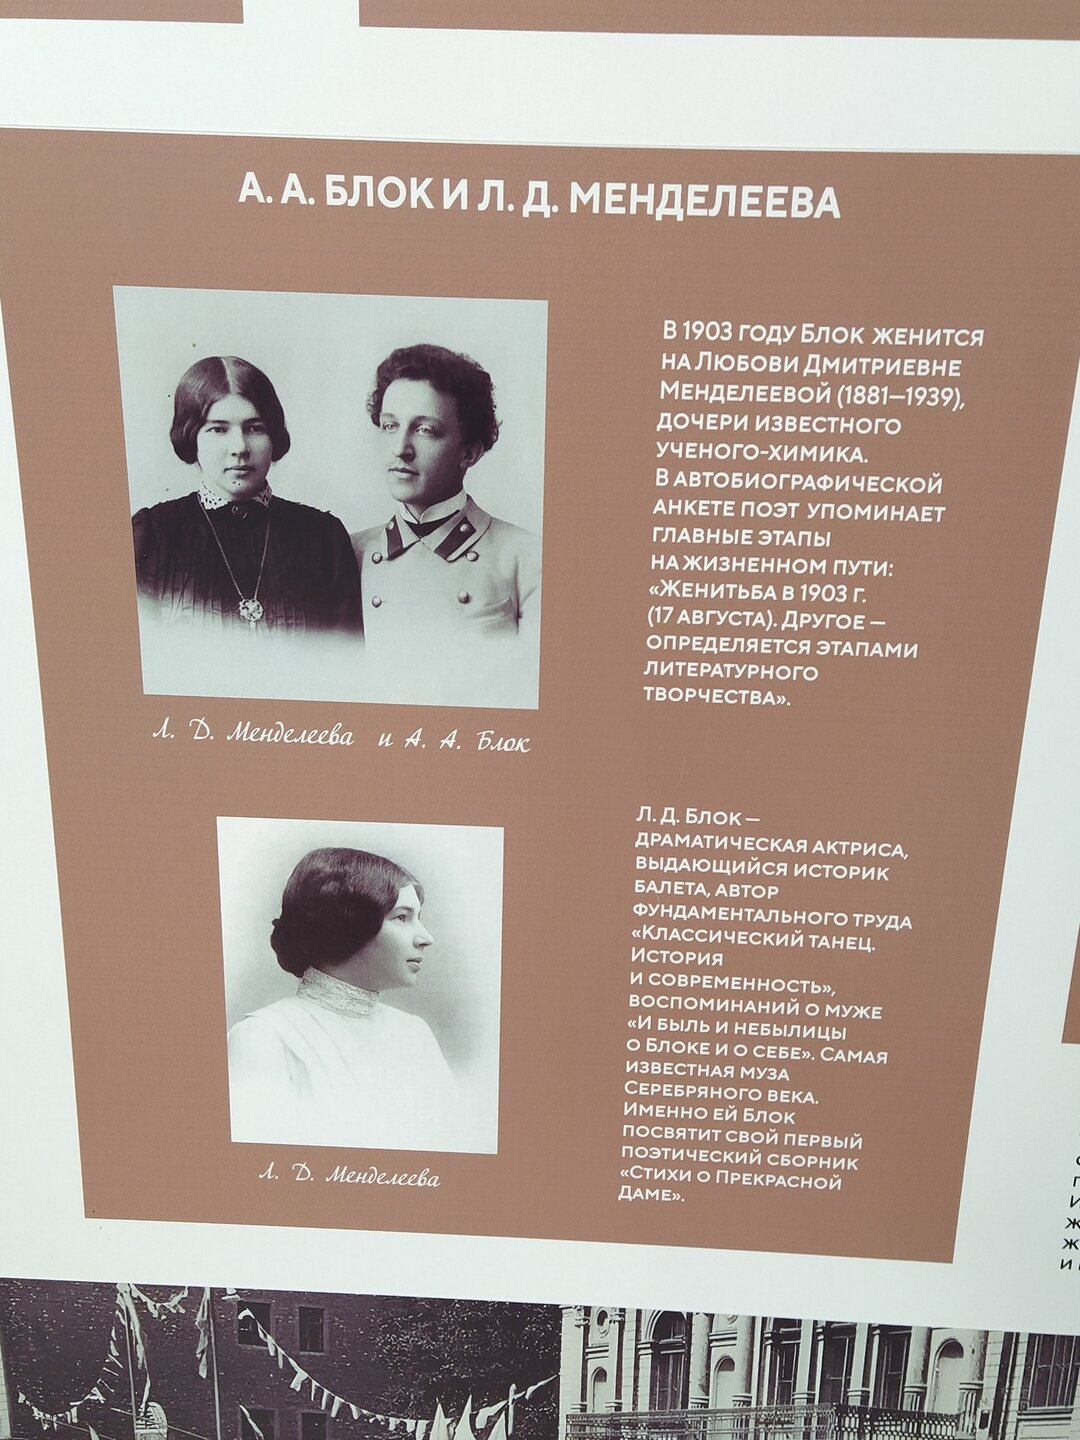 А. А. БЛОК И Л. Д. МЕНДЕЛЕЕВА
В 1903 ГОДУ БЛОК ЖЕНИТСЯ
НА ЛЮБОВИ ДМИТРИЕВНЕ
МЕНДЕЛЕЕВОЙ (1881—1939),
ДОЧЕРИ ИЗВЕСТНОГО
УЧЕНОГО-ХИМИКА.
В АВТОБИОГРАФИЧЕСКОЙ
АНКЕТЕ ПОЭТ УПОМИНАЕТ
ГЛАВНЫЕ ЭТАПЫ
НА ЖИЗНЕННОМ ПУТИ:
«ЖЕНИТЬБА В 1903 Г.
(17 АВГУСТА). ДРУГОЕ —
ОПРЕДЕЛЯЕТСЯ ЭТАПАМИ
ЛИТЕРАТУРНОГО
ТВОРЧЕСТВА».
Л. Д. Менделеева и А. А. Блок
Л. Д. БЛОК —
ДРАМАТИЧЕСКАЯ АКТРИСА,
ВЫДАЮЩИЙСЯ ИСТОРИК
БАЛЕТА, АВТОР
ФУНДАМЕНТАЛЬНОГО ТРУДА
«КЛАССИЧЕСКИЙ ТАНЕЦ.
ИСТОРИЯ
И СОВРЕМЕННОСТЬ»,
ВОСПОМИНАНИЙ О МУЖЕ
«И БЫЛЬ И НЕБЫЛИЦЫ
О БЛОКЕ И О СЕБЕ». САМАЯ
ИЗВЕСТНАЯ МУЗА
СЕРЕБРЯНОГО ВЕКА.
ИМЕННО ЕЙ БЛОК
ПОСВЯТИТ СВОЙ ПЕРВЫЙ
ПОЭТИЧЕСКИЙ СБОРНИК
«СТИХИ О ПРЕКРАСНОЙ
ДАМЕ».
Л. Д. Менделеева